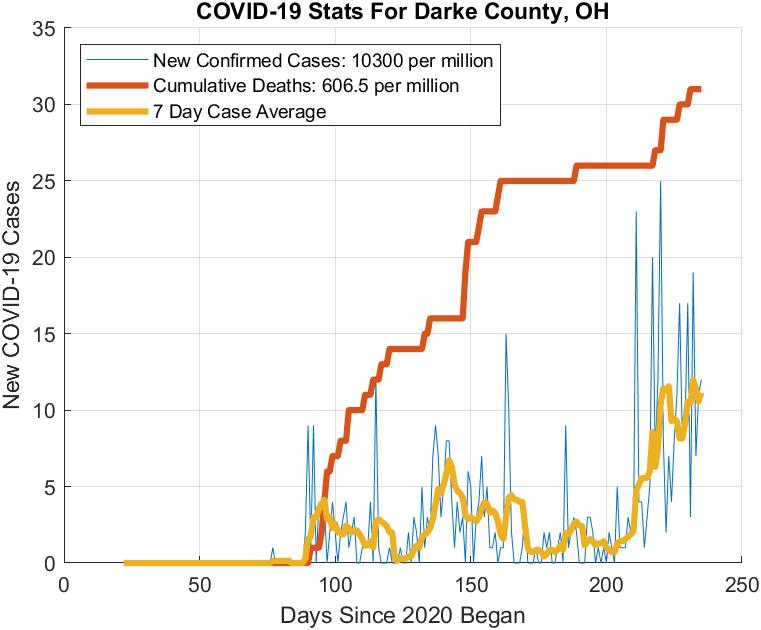 COVID-19 Stats For Darke County, OH
New Confirmed Cases: 10300 per million
Cumulative Deaths: 606.5 per million
7 Day Case Average
New COVID-19 Cases
35
30
25
20
15
10
5
0
0 50 100 150 200 250
Days Since 2020 Began